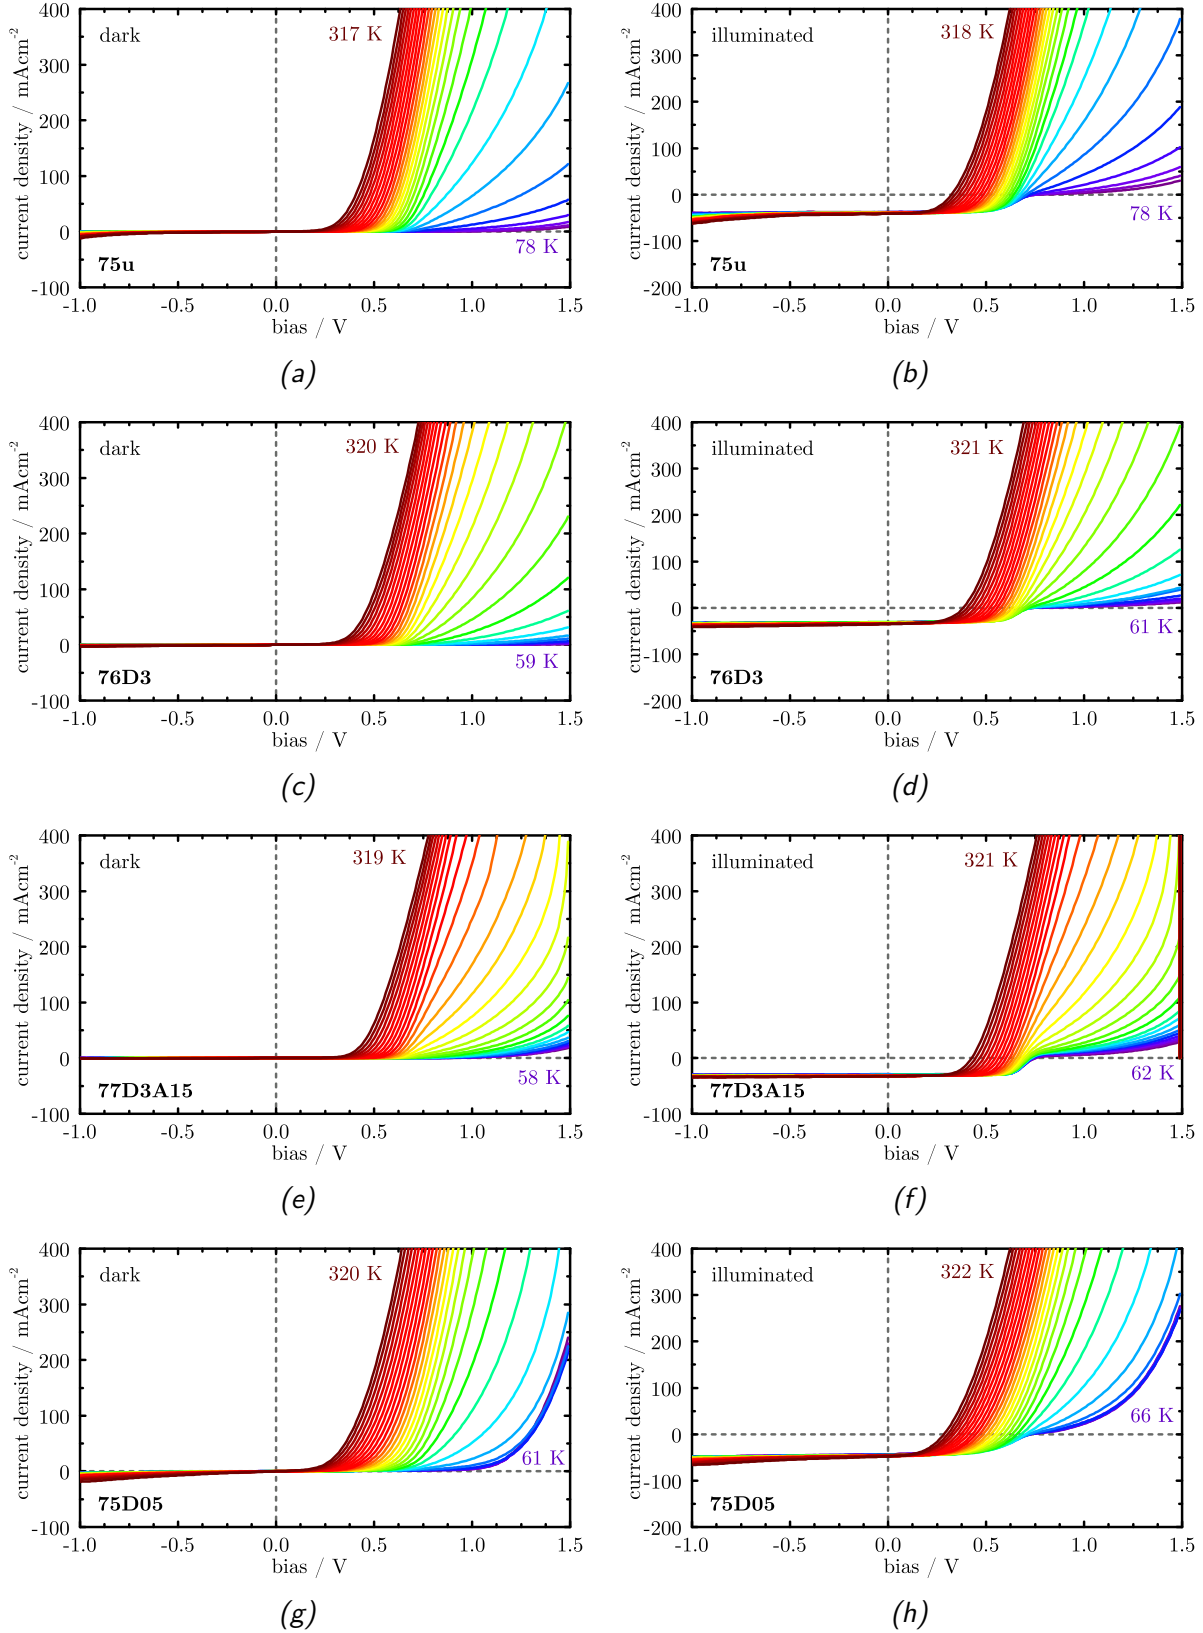 400
300
200
100
0
-100
-1.0 -0.5 0.0 0.5 1.0 1.5
current density / mAcm-2
bias / V
dark
317 K
78 K
75u
(a)
400
300
200
100
0
-100
-200
-1.0 -0.5 0.0 0.5 1.0 1.5
current density / mAcm-2
bias / V
illuminated
318 K
78 K
75u
(b)
400
300
200
100
0
-100
-1.0 -0.5 0.0 0.5 1.0 1.5
current density / mAcm-2
bias / V
dark
320 K
59 K
76D3
(c)
400
300
200
100
0
-100
-200
-1.0 -0.5 0.0 0.5 1.0 1.5
current density / mAcm-2
bias / V
illuminated
321 K
61 K
76D3
(d)
400
300
200
100
0
-100
-1.0 -0.5 0.0 0.5 1.0 1.5
current density / mAcm-2
bias / V
dark
319 K
58 K
77D3A15
(e)
400
300
200
100
0
-100
-1.0 -0.5 0.0 0.5 1.0 1.5
current density / mAcm-2
bias / V
illuminated
321 K
62 K
77D3A15
(f)
400
300
200
100
0
-100
-1.0 -0.5 0.0 0.5 1.0 1.5
current density / mAcm-2
bias / V
dark
320 K
61 K
75D05
(g)
400
300
200
100
0
-100
-200
-1.0 -0.5 0.0 0.5 1.0 1.5
current density / mAcm-2
bias / V
illuminated
322 K
66 K
75D05
(h)